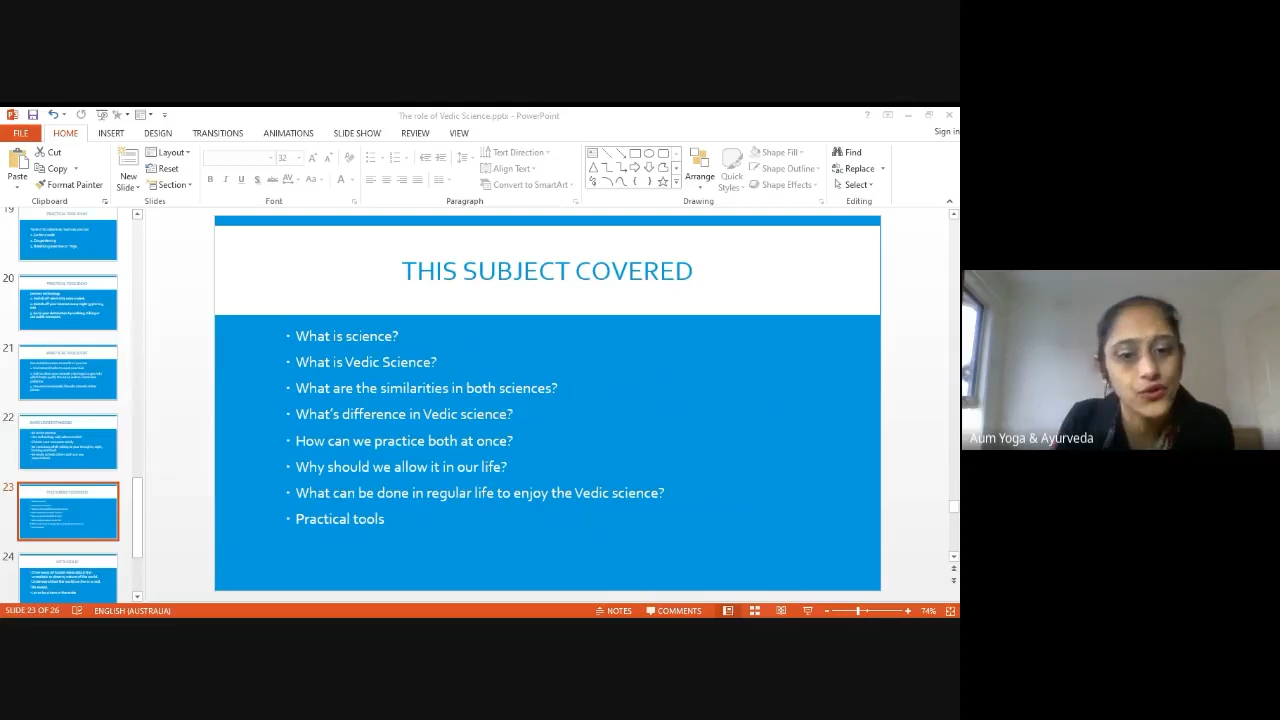 The role of Vedic Science.pptx - PowerPoint
FILE HOME INSERT DESIGN TRANSITIONS ANIMATIONS SLIDE SHOW REVIEW VIEW Sign in
Paste Cut Copy Format Painter Clipboard
New Slide Layout Reset Section Slides
32 Font
Text Direction Align Text Convert to SmartArt Paragraph
Arrange Quick Styles Shape Fill Shape Outline Shape Effects Drawing
Find Replace Select Editing
19
20
21
22
23
24
THIS SUBJECT COVERED
• What is science?
• What is Vedic Science?
• What are the similarities in both sciences?
• What's difference in Vedic science?
• How can we practice both at once?
• Why should we allow it in our life?
• What can be done in regular life to enjoy the Vedic science?
• Practical tools
SLIDE 23 OF 26 ENGLISH (AUSTRALIA) NOTES COMMENTS 74%
Aum Yoga & Ayurveda